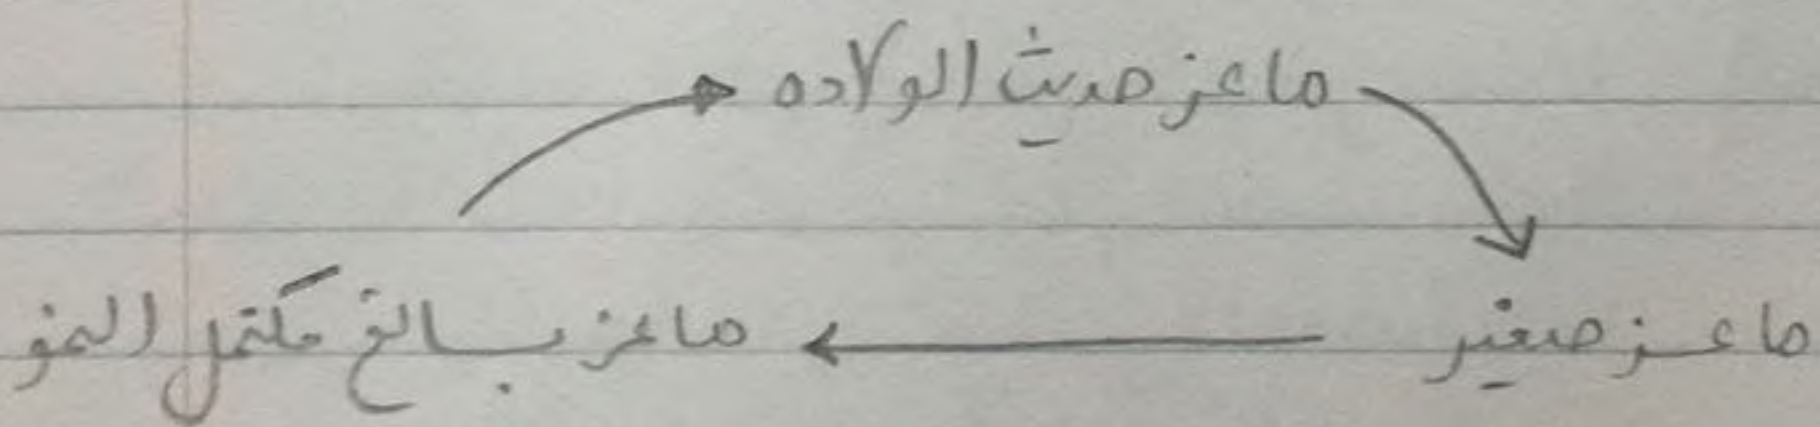 ماعز حديث الولاده
ماعز صغير
ماعز بالغ مكتمل النمو